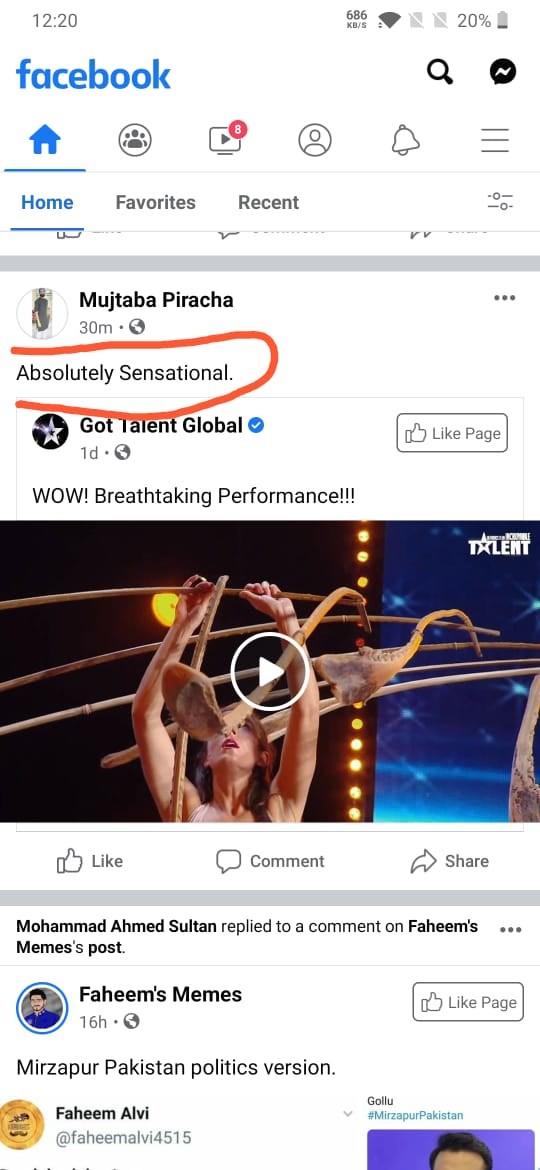 12:20
686
KB/S
20%
facebook
8
Home Favorites Recent
Mujtaba Piracha
30m
Absolutely Sensational.
Got Talent Global
1d
Like Page
WOW! Breathtaking Performance!!!
INCROYABLE
TALENT
Like Comment Share
Mohammad Ahmed Sultan replied to a comment on Faheem's
Memes's post.
Faheem's Memes
16h
Like Page
Mirzapur Pakistan politics version.
Faheem Alvi
@faheemalvi4515
Gollu
#MirzapurPakistan